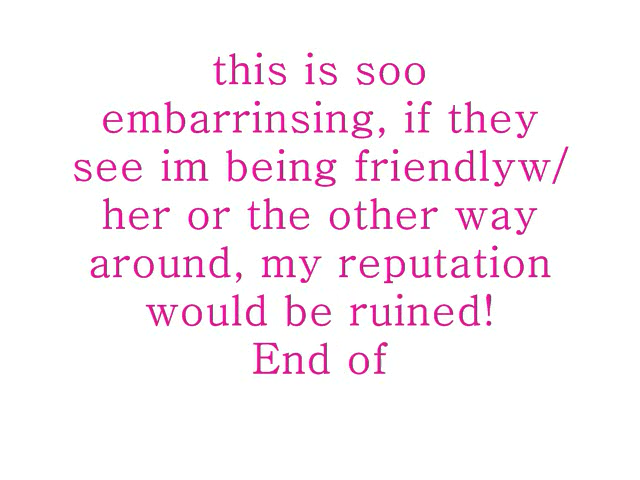 this is soo
embarrinsing, if they
see im being friendlyw/
her or the other way
around, my reputation
would be ruined!
End of